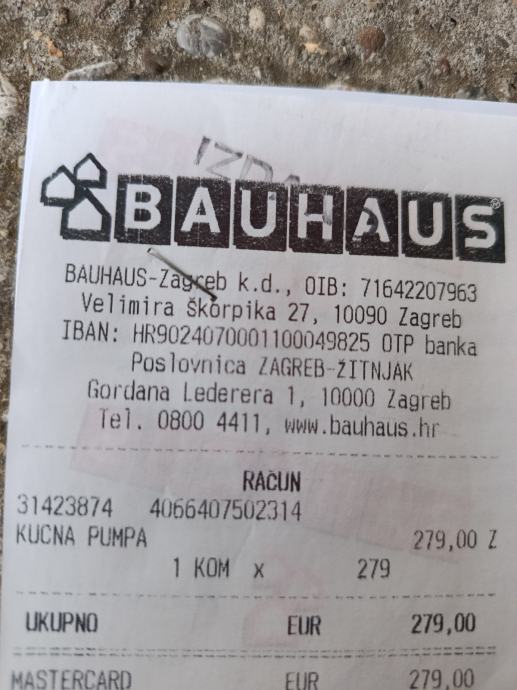 IZDA
BAUHAUS®
BAUHAUS-Zagreb k.d., OIB: 71642207963
Velimira Škorpika 27, 10090 Zagreb
IBAN: HR9024070001100049825 OTP banka
Poslovnica ZAGREB-ŽITNJAK
Gordana Lederera 1, 10000 Zagreb
Tel. 0800 4411, www.bauhaus.hr
RAČUN
31423874 4066407502314
KUCNA PUMPA 279,00 Z
1 KOM x 279
UKUPNO EUR 279,00
MASTERCARD EUR 279,00